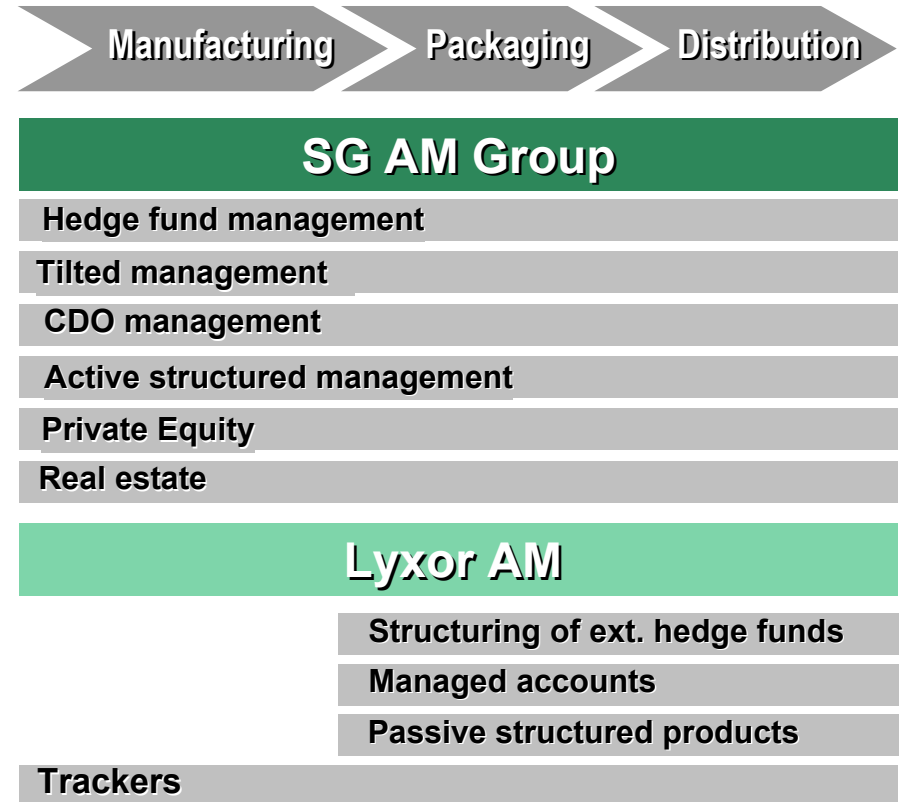 Manufacturing Packaging Distribution
SG AM Group
Hedge fund management
Tilted management
CDO management
Active structured management
Private Equity
Real estate
Lyxor AM
Structuring of ext. hedge funds
Managed accounts
Passive structured products
Trackers